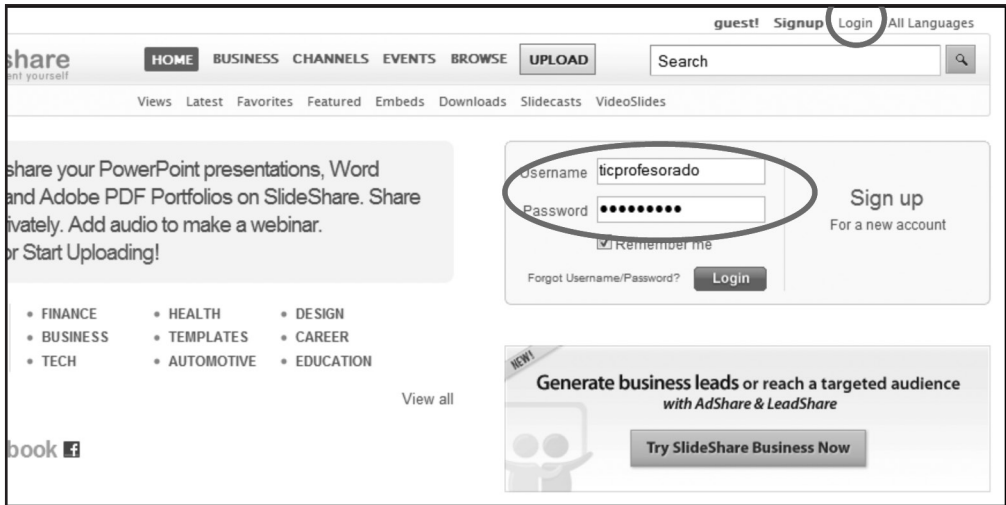 guest! Signup Login All Languages
share
ent yourself
HOME BUSINESS CHANNELS EVENTS BROWSE UPLOAD Search
Views Latest Favorites Featured Embeds Downloads Slidecasts VideoSlides
share your PowerPoint presentations, Word
and Adobe PDF Portfolios on SlideShare. Share
ivately. Add audio to make a webinar.
or Start Uploading!
Username ticprofesorado
Password •••••••••
Remember me
Forgot Username/Password? Login
Sign up
For a new account
• FINANCE • HEALTH • DESIGN
• BUSINESS • TEMPLATES • CAREER
• TECH • AUTOMOTIVE • EDUCATION
View all
book f
NEW!
Generate business leads or reach a targeted audience
with AdShare & LeadShare
Try SlideShare Business Now